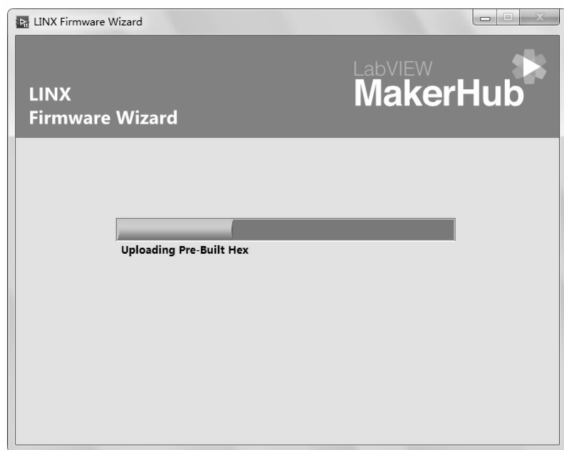 LINX Firmware Wizard
LabVIEW
MakerHub
LINX
Firmware Wizard
Uploading Pre-Built Hex